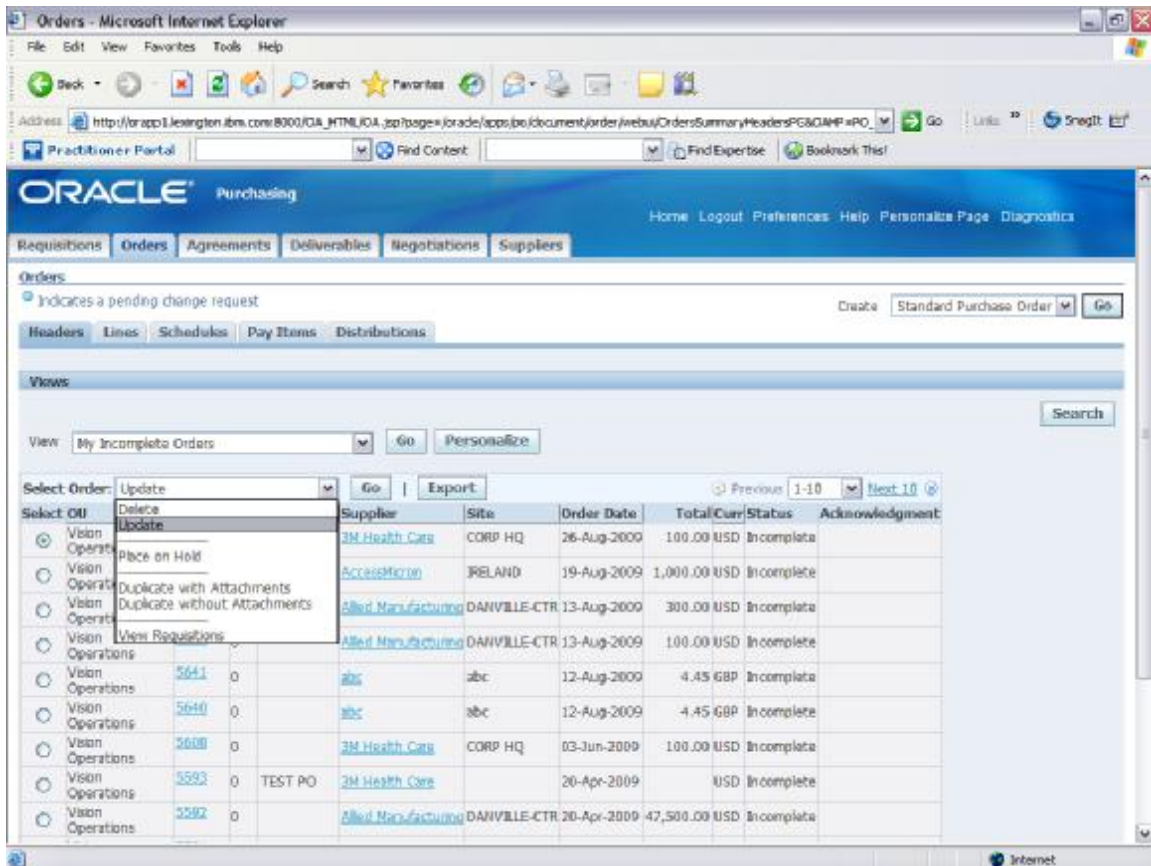 Orders - Microsoft Internet Explorer
File Edit View Favorites Tools Help
Back Search Favorites
Address http://orapp1.lexington.ibm.com:8000/OA_HTML/OA.jsp?page=/oracle/apps/po/document/order/webui/OrdersSummaryHeadersPG&OAHP=PO_ Go Links » SnagIt
Practitioner Portal Find Content Find Expertise Bookmark This!
ORACLE Purchasing
Home Logout Preferences Help Personalize Page Diagnostics
Requisitions Orders Agreements Deliverables Negotiations Suppliers
Orders
Indicates a pending change request
Create Standard Purchase Order Go
Headers Lines Schedules Pay Items Distributions
Views
Search
View My Incomplete Orders Go Personalize
Select Order: Update Go | Export Previous 1-10 Next 10
Select OU Supplier Site Order Date Total Curr Status Acknowledgment
Delete
Update
Place on Hold
Duplicate with Attachments
Duplicate without Attachments
View Requisitions
Vision Operati 3M Health Care CORP HQ 26-Aug-2009 100.00 USD Incomplete
Vision Operati AccessMicron IRELAND 19-Aug-2009 1,000.00 USD Incomplete
Vision Operati Allied Manufacturing DANVILLE-CTR 13-Aug-2009 300.00 USD Incomplete
Vision Operations Allied Manufacturing DANVILLE-CTR 13-Aug-2009 100.00 USD Incomplete
Vision Operations 5641 0 abc abc 12-Aug-2009 4.45 GBP Incomplete
Vision Operations 5640 0 abc abc 12-Aug-2009 4.45 GBP Incomplete
Vision Operations 5608 0 3M Health Care CORP HQ 03-Jun-2009 100.00 USD Incomplete
Vision Operations 5593 0 TEST PO 3M Health Care 20-Apr-2009 USD Incomplete
Vision Operations 5592 0 Allied Manufacturing DANVILLE-CTR 20-Apr-2009 47,500.00 USD Incomplete
Internet